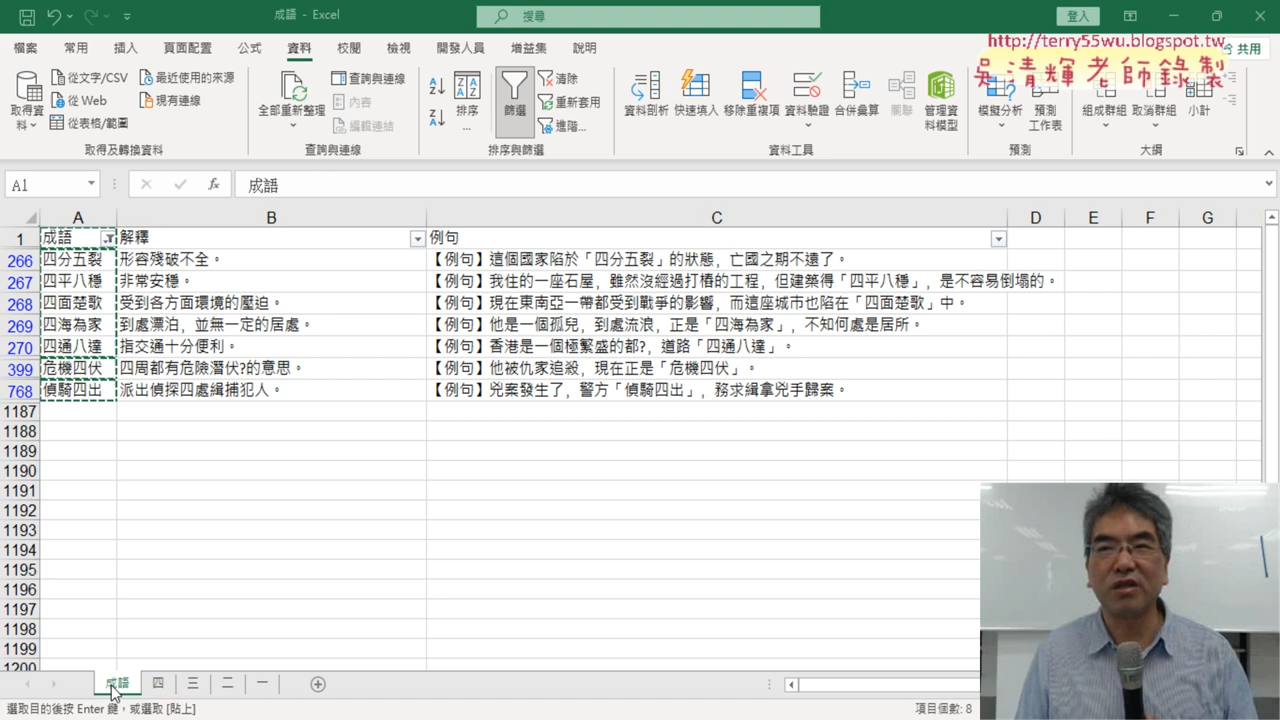 成語 - Excel
搜尋
登入
檔案 常用 插入 頁面配置 公式 資料 校閱 檢視 開發人員 增益集 說明
http://terry55wu.blogspot.tw
共用
吳清輝老師錄製
取得資料
從文字/CSV
從 Web
從表格/範圍
最近使用的來源
現有連線
取得及轉換資料
全部重新整理
查詢與連線
內容
編輯連結
查詢與連線
排序...
篩選
清除
重新套用
進階...
排序與篩選
資料剖析 快速填入 移除重複項 資料驗證 合併彙算 關聯 管理資料模型
資料工具
模擬分析 預測工作表
預測
組成群組 取消群組 小計
大綱
A1 fx 成語
A B C D E F G
1 成語 解釋 例句
266 四分五裂 形容殘破不全。 【例句】這個國家陷於「四分五裂」的狀態，亡國之期不遠了。
267 四平八穩 非常安穩。 【例句】我住的一座石屋，雖然沒經過打樁的工程，但建築得「四平八穩」，是不容易倒塌的。
268 四面楚歌 受到各方面環境的壓迫。 【例句】現在東南亞一帶都受到戰爭的影響，而這座城市也陷在「四面楚歌」中。
269 四海為家 到處漂泊，並無一定的居處。 【例句】他是一個孤兒，到處流浪，正是「四海為家」，不知何處是居所。
270 四通八達 指交通十分便利。 【例句】香港是一個極繁盛的都?，道路「四通八達」。
399 危機四伏 四周都有危險潛伏?的意思。 【例句】他被仇家追殺，現在正是「危機四伏」。
768 偵騎四出 派出偵探四處緝捕犯人。 【例句】兇案發生了，警方「偵騎四出」，務求緝拿兇手歸案。
1187
1188
1189
1190
1191
1192
1193
1194
1195
1196
1197
1198
1199
1200
成語 四 三 二 一
選取目的後按 Enter 鍵，或選取 [貼上]
項目個數: 8